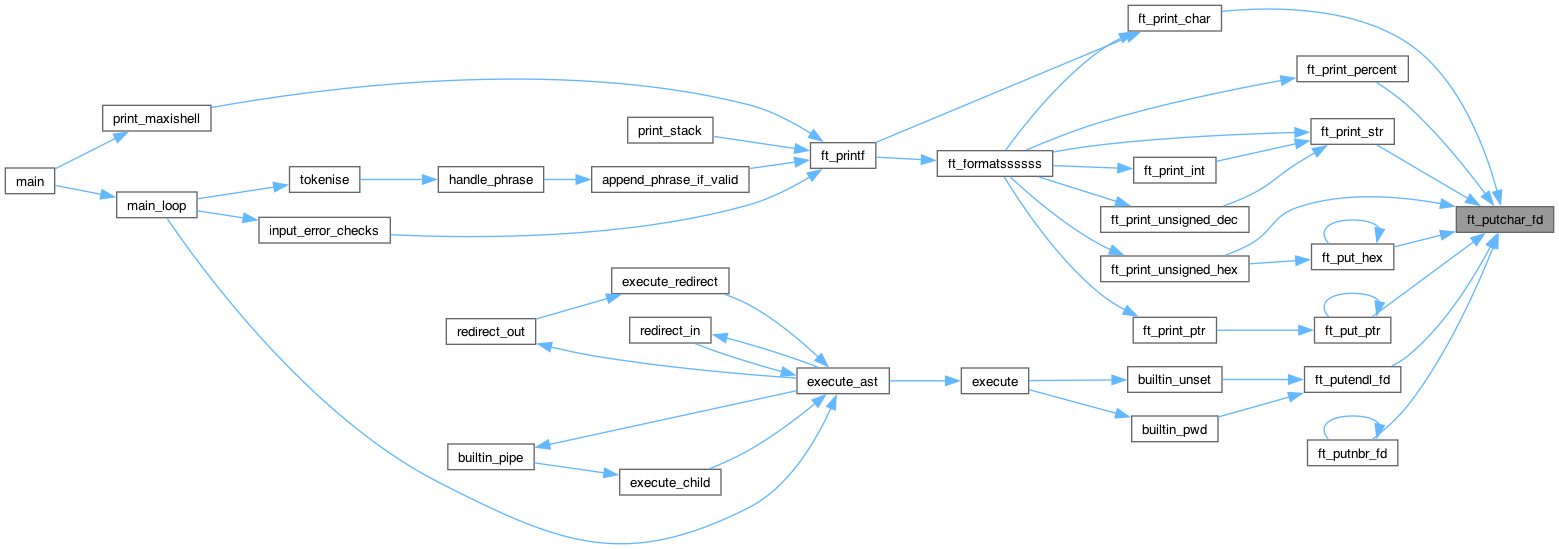 ft_print_char
ft_print_percent
print_maxishell
print_stack
ft_print_str
ft_printf
ft_formatssssss
ft_print_int
main
tokenise
handle_phrase
append_phrase_if_valid
main_loop
ft_print_unsigned_dec
ft_putchar_fd
input_error_checks
ft_put_hex
ft_print_unsigned_hex
execute_redirect
redirect_out
redirect_in
ft_print_ptr
ft_put_ptr
execute_ast
execute
builtin_unset
ft_putendl_fd
builtin_pwd
builtin_pipe
ft_putnbr_fd
execute_child